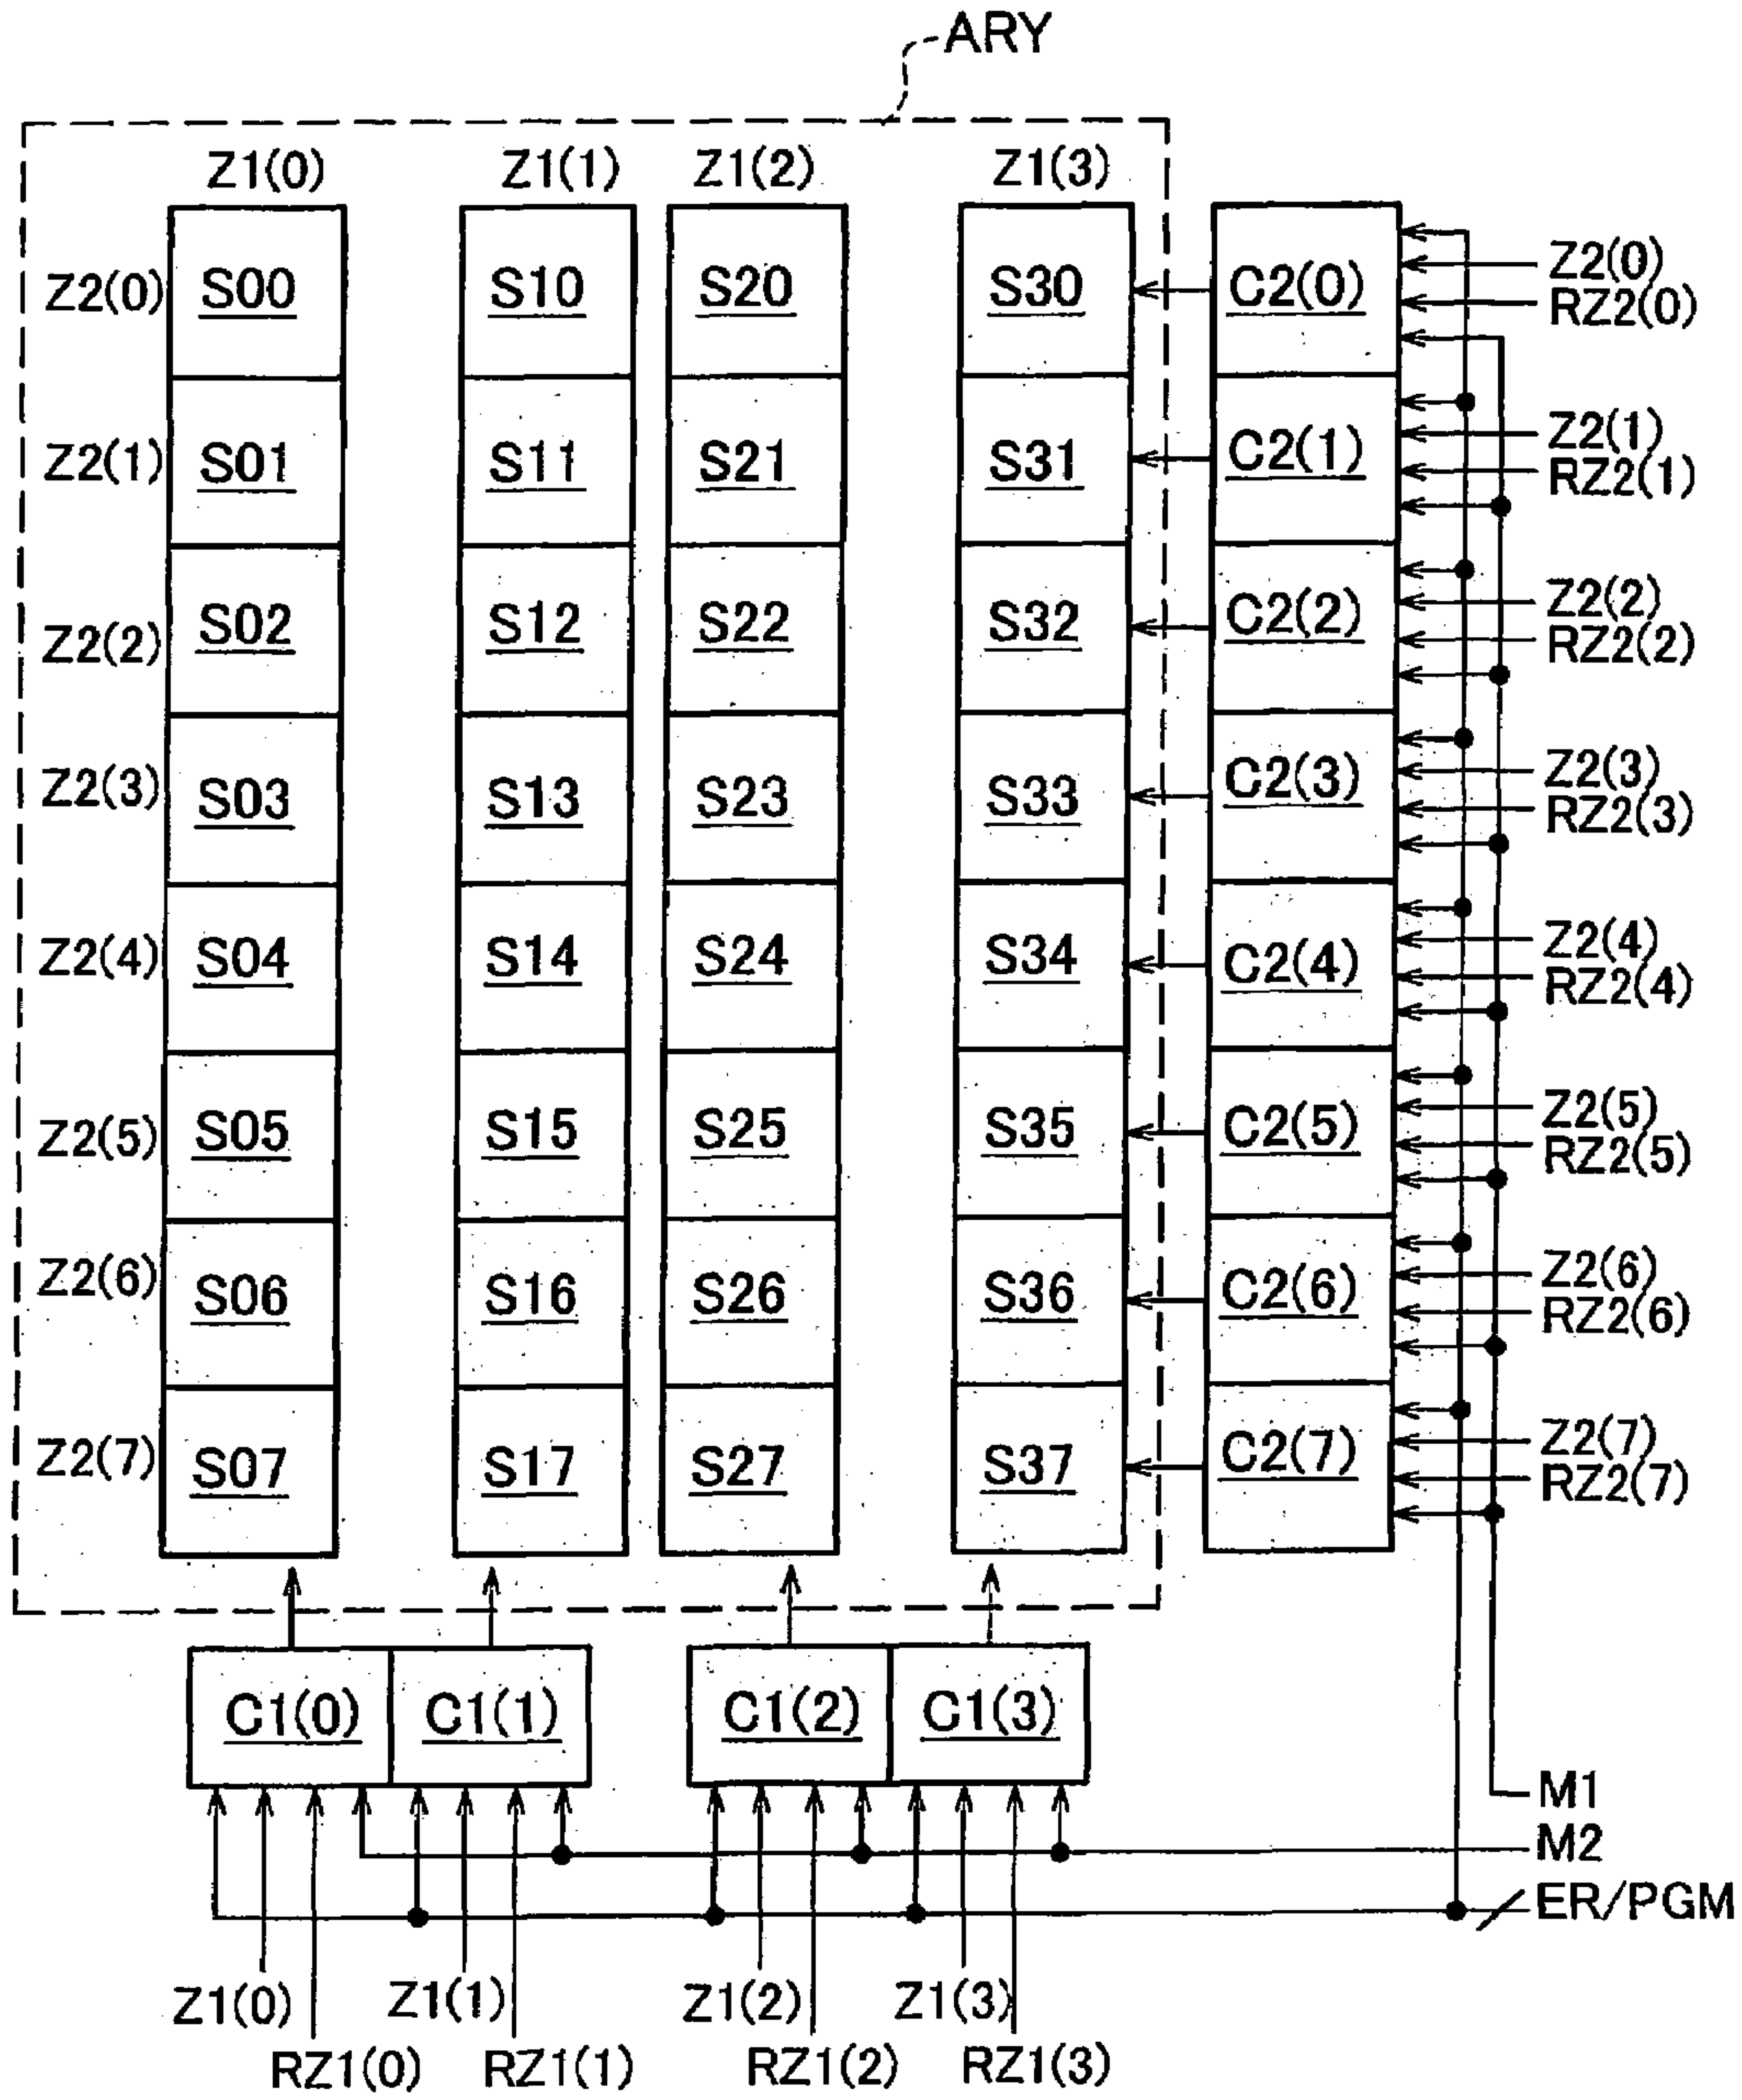 ARY
Z1(0) Z1(1) Z1(2) Z1(3)
Z2(0) S00 S10 S20 S30 C2(0) Z2(0)
RZ2(0)
Z2(1) S01 S11 S21 S31 C2(1) Z2(1)
RZ2(1)
Z2(2) S02 S12 S22 S32 C2(2) Z2(2)
RZ2(2)
Z2(3) S03 S13 S23 S33 C2(3) Z2(3)
RZ2(3)
Z2(4) S04 S14 S24 S34 C2(4) Z2(4)
RZ2(4)
Z2(5) S05 S15 S25 S35 C2(5) Z2(5)
RZ2(5)
Z2(6) S06 S16 S26 S36 C2(6) Z2(6)
RZ2(6)
Z2(7) S07 S17 S27 S37 C2(7) Z2(7)
RZ2(7)
C1(0) C1(1) C1(2) C1(3)
M1
M2
ER/PGM
Z1(0) Z1(1) Z1(2) Z1(3)
RZ1(0) RZ1(1) RZ1(2) RZ1(3)